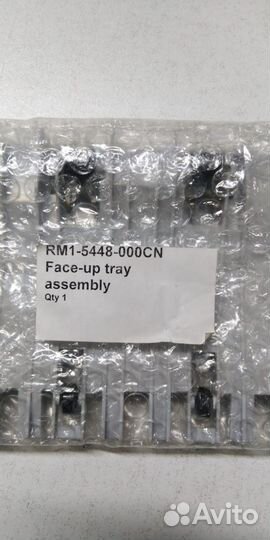 RM1-5448-000CN
Face-up tray
assembly
Qty 1
Avito